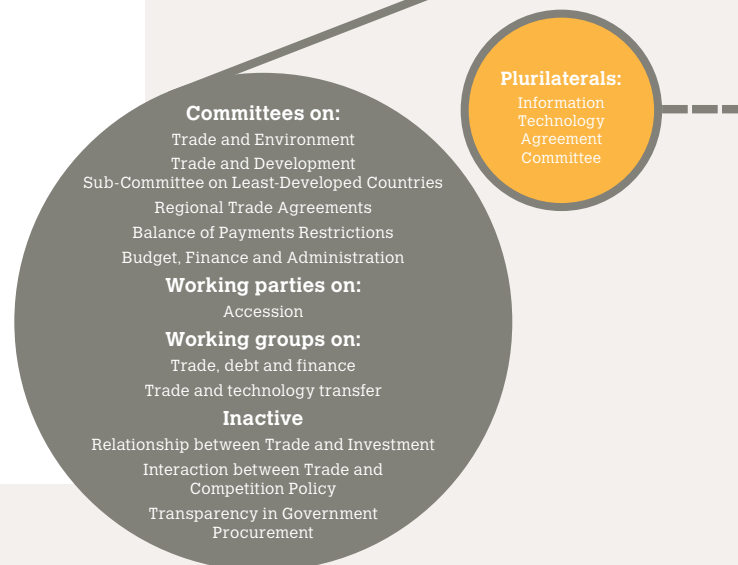 Committees on:
Trade and Environment
Trade and Development
Sub-Committee on Least-Developed Countries
Regional Trade Agreements
Balance of Payments Restrictions
Budget, Finance and Administration
Working parties on:
Accession
Working groups on:
Trade, debt and finance
Trade and technology transfer
Inactive
Relationship between Trade and Investment
Interaction between Trade and
Competition Policy
Transparency in Government
Procurement
Plurilaterals:
Information
Technology
Agreement
Committee